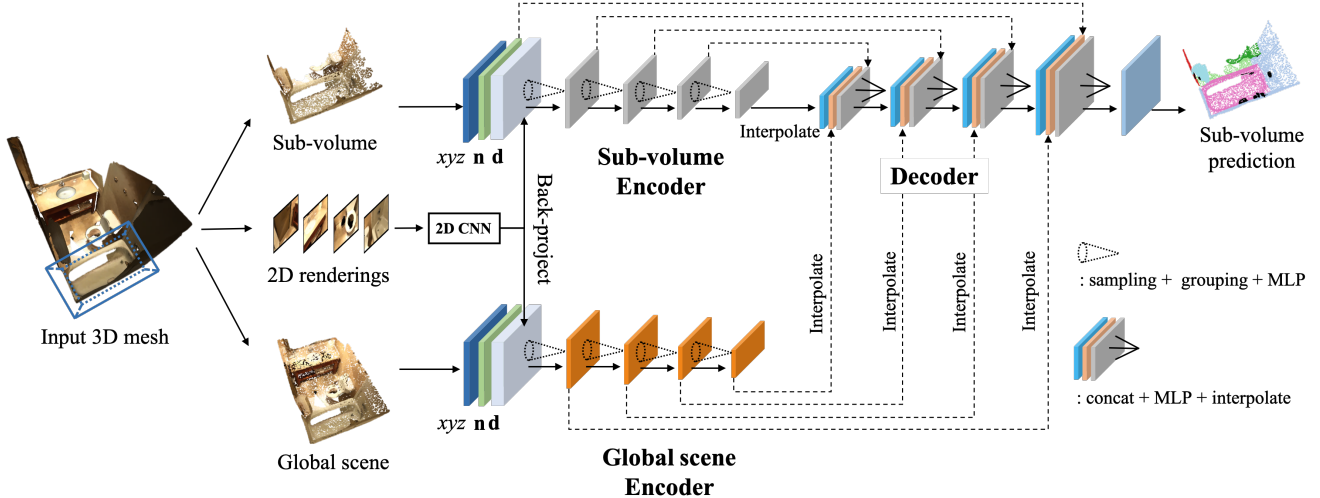 Sub-volume
xyz n d
Sub-volume
Encoder
Interpolate
Decoder
Sub-volume
prediction
Input 3D mesh
2D renderings
2D CNN
Back-project
Interpolate
Interpolate
Interpolate
Interpolate
: sampling + grouping + MLP
: concat + MLP + interpolate
Global scene
xyz n d
Global scene
Encoder